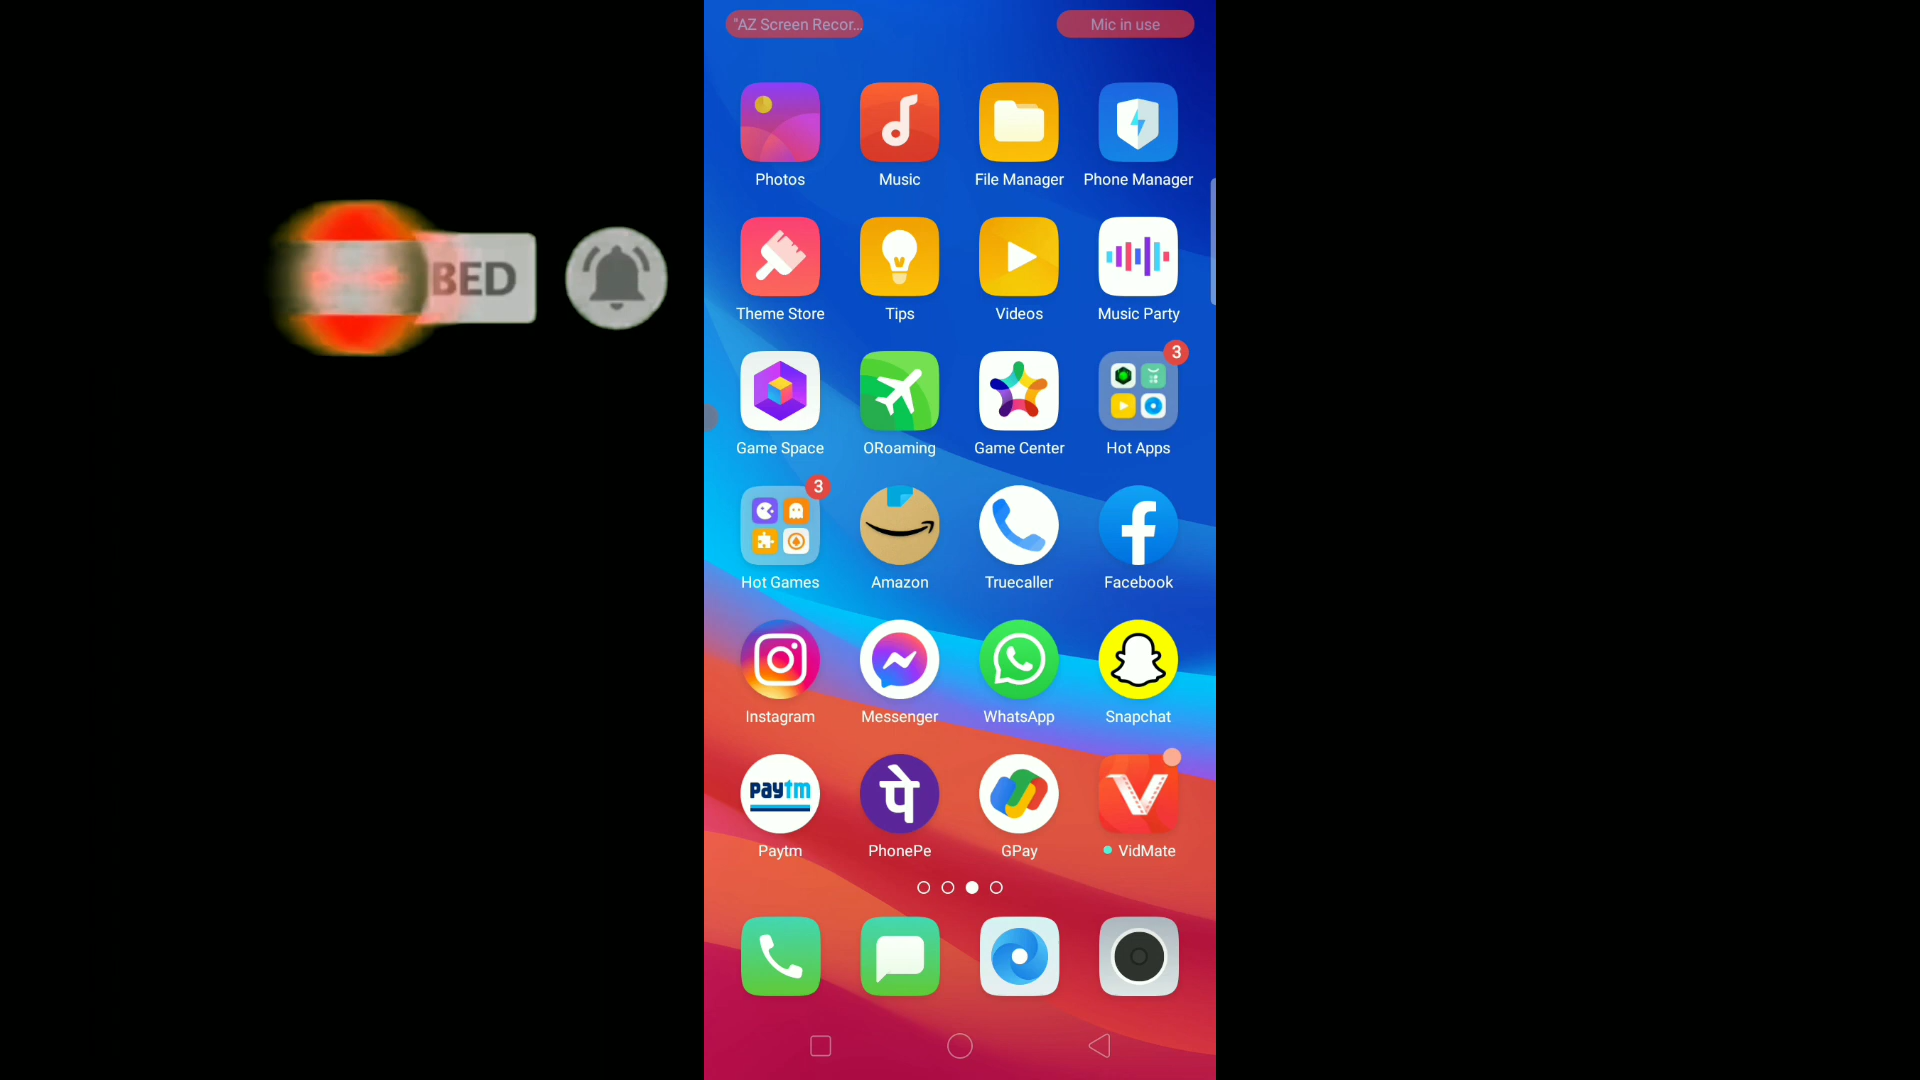 "AZ Screen Recor... Mic in use
BED
Photos Music File Manager Phone Manager
Theme Store Tips Videos Music Party
3
Game Space ORoaming Game Center Hot Apps
3
Hot Games Amazon Truecaller Facebook
Instagram Messenger WhatsApp Snapchat
paytm पे
Paytm PhonePe GPay VidMate